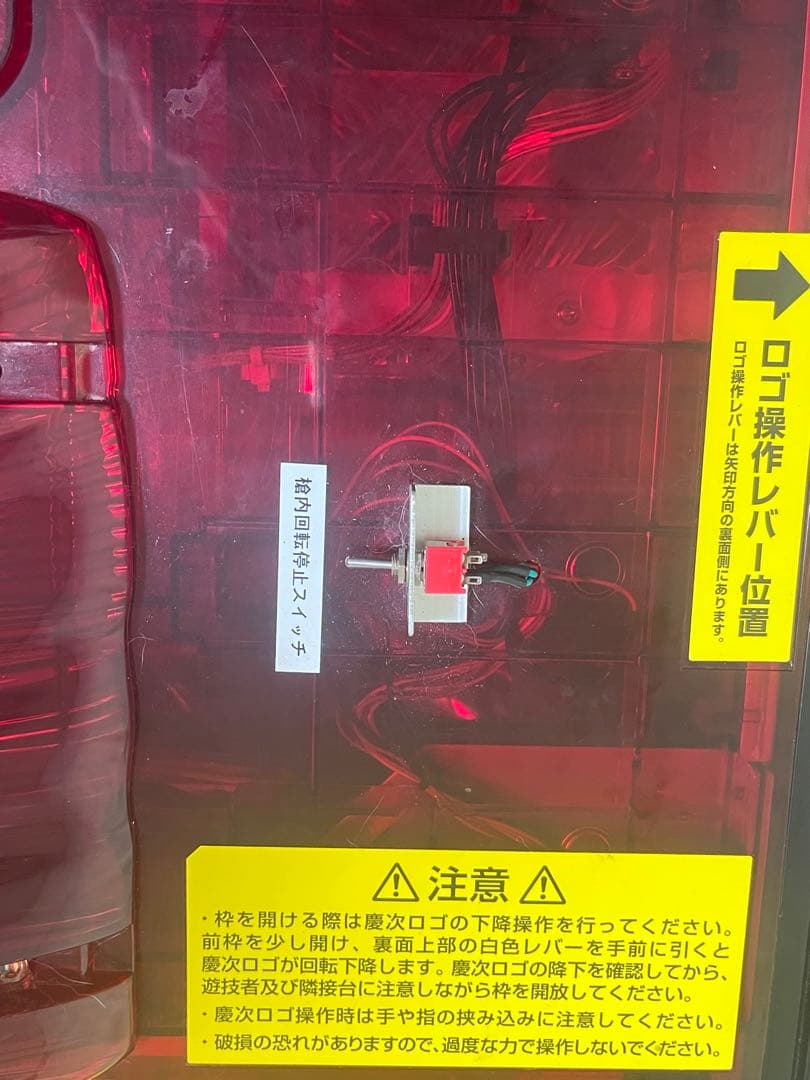 ロゴ操作レバー位置
ロゴ操作レバーは矢印方向の裏面側にあります。
槍内回転停止スイッチ
注意
・枠を開ける際は慶次ロゴの下降操作を行ってください。
前枠を少し開け、裏面上部の白色レバーを手前に引くと
慶次ロゴが回転下降します。慶次ロゴの降下を確認してから、
遊技者及び隣接台に注意しながら枠を開放してください。
・慶次ロゴ操作時は手や指の挟み込みに注意してください。
・破損の恐れがありますので、過度な力で操作しないでください。